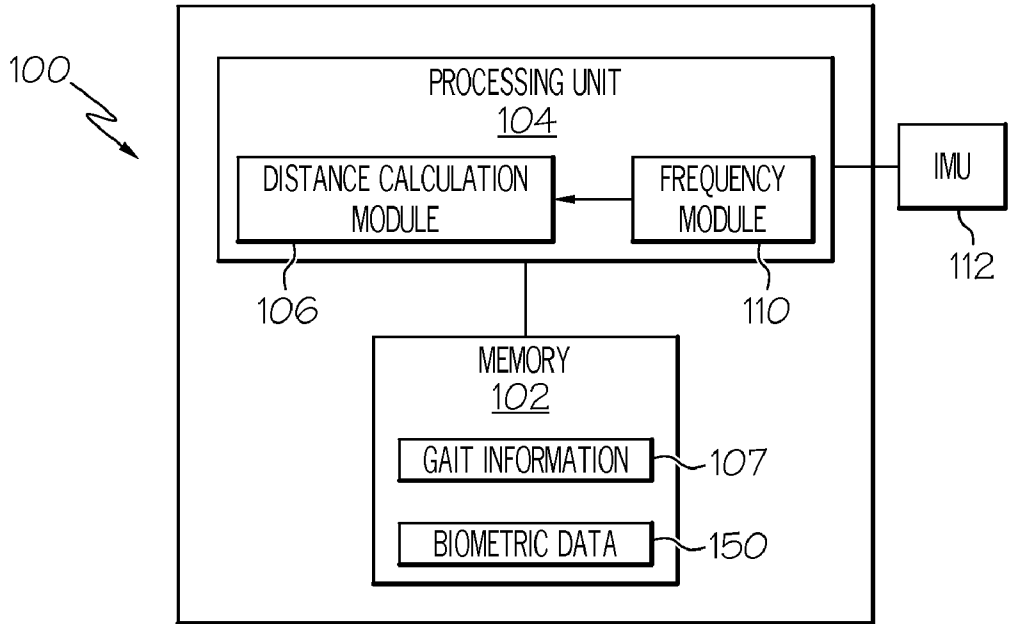 100
PROCESSING UNIT
104
DISTANCE CALCULATION
MODULE
FREQUENCY
MODULE
IMU
106
110
112
MEMORY
102
GAIT INFORMATION
107
BIOMETRIC DATA
150